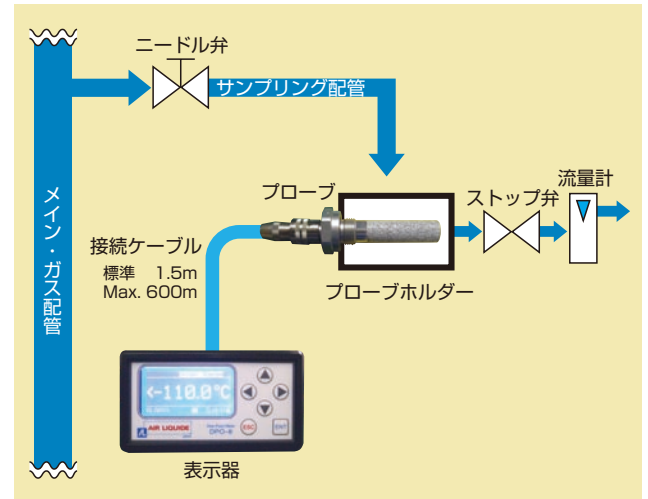 ニードル弁
サンプリング配管
メイン・ガス配管
プローブ
ストップ弁
流量計
接続ケーブル
標準 1.5m
Max. 600m
プローブホルダー
<-110.0℃
AIR LIQUIDE
DPO-6
ESC
ENT
表示器